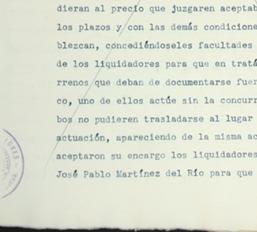 dieran al precio que juzgaren aceptab
los plazos y con las demás condicione
blezcan, concediéndoseles facultades
de los liquidadores para que en tratá
rrenos que deban de documentarse fuer
co, uno de ellos actúe sin la concurr
bos no pudieren trasladarse al lugar
actuación, apareciendo de la misma ac
aceptaron su encargo los liquidadores
José Pablo Martínez del Río para que